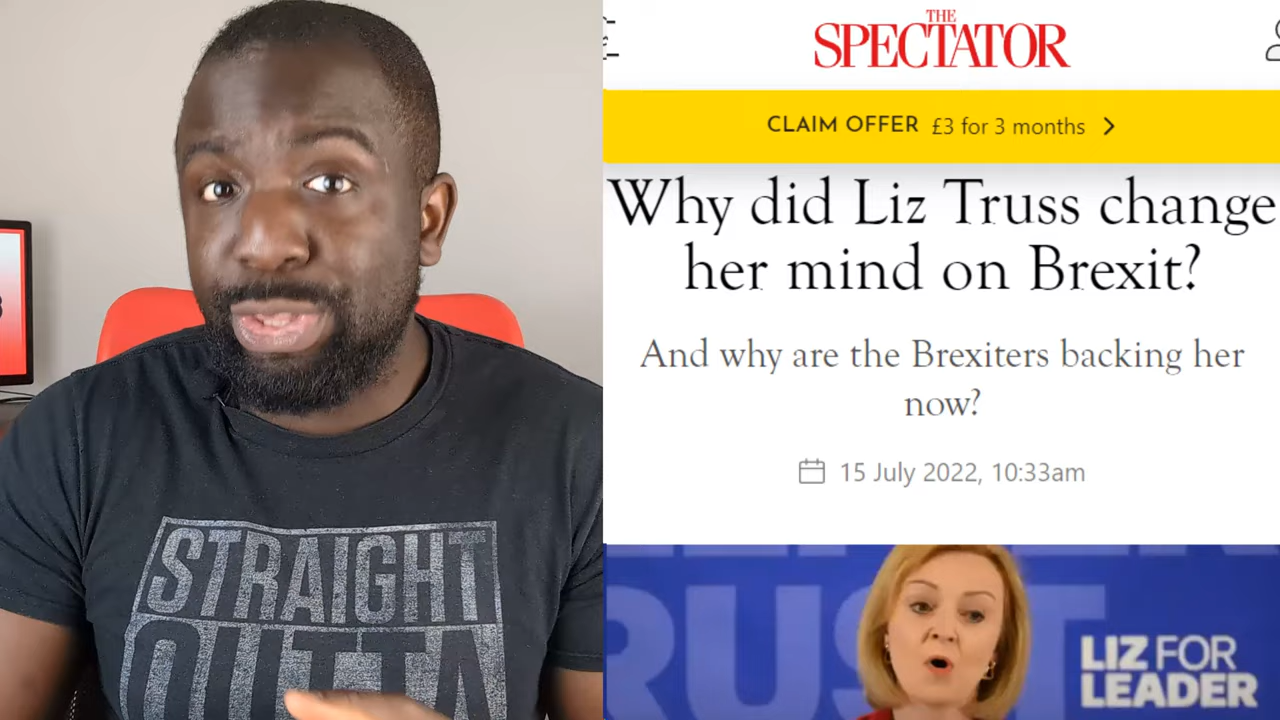 STRAIGHT
OUTTA
THE
SPECTATOR
CLAIM OFFER £3 for 3 months
Why did Liz Truss change
her mind on Brexit?
And why are the Brexiters backing her
now?
15 July 2022, 10:33am
LIZ FOR
LEADER